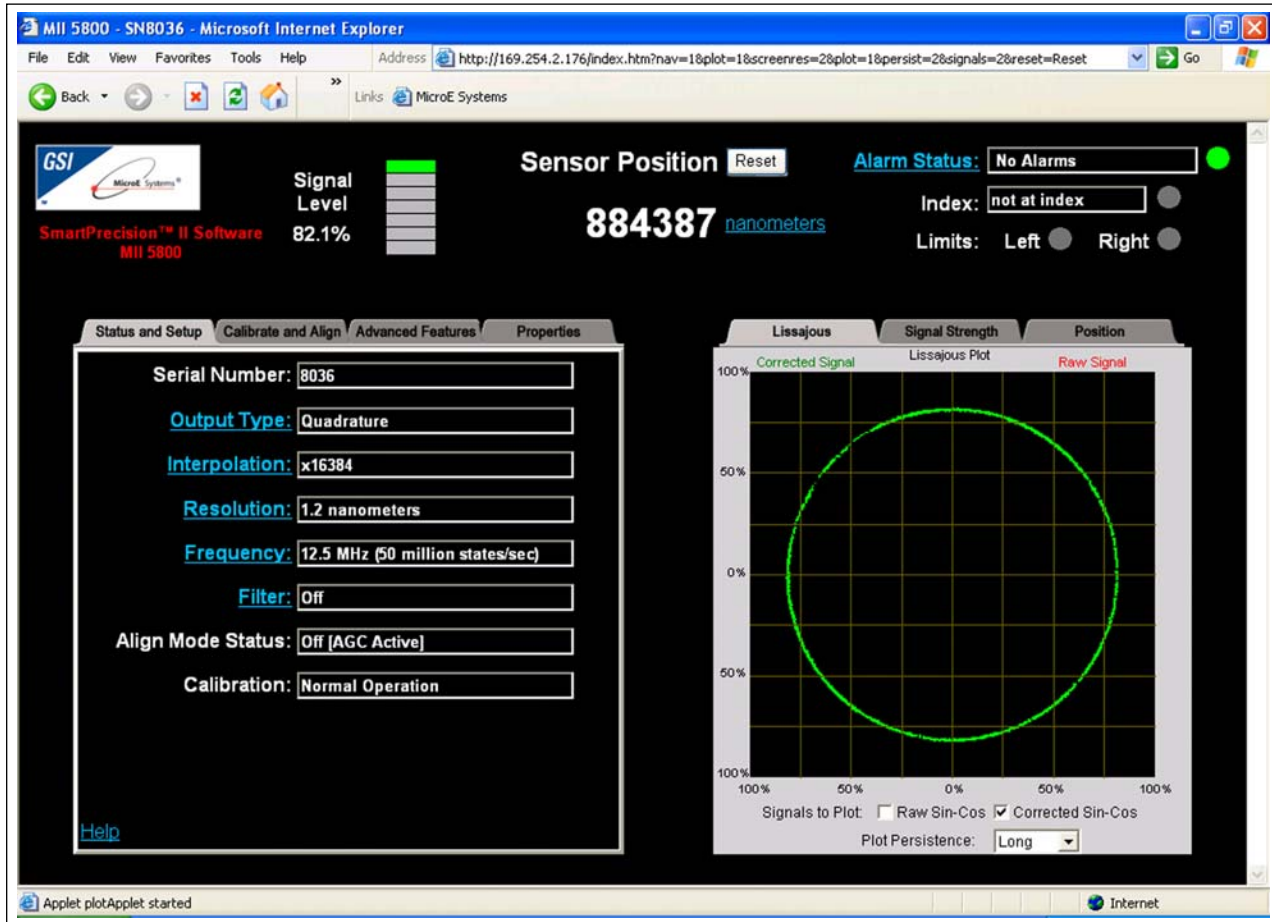 MII 5800 - SN8036 - Microsoft Internet Explorer
File Edit View Favorites Tools Help
Address http://169.254.2.176/index.htm?nav=1&plot=1&screenres=2&plot=1&persist=2&signals=2&reset=Reset Go
Back » Links MicroE Systems
GSI
MicroE Systems®
SmartPrecision™ II Software
MII 5800
Signal
Level
82.1%
Sensor Position Reset
884387 nanometers
Alarm Status: No Alarms
Index: not at index
Limits: Left Right
Status and Setup Calibrate and Align Advanced Features Properties
Serial Number: 8036
Output Type: Quadrature
Interpolation: x16384
Resolution: 1.2 nanometers
Frequency: 12.5 MHz (50 million states/sec)
Filter: Off
Align Mode Status: Off [AGC Active]
Calibration: Normal Operation
Help
Lissajous Signal Strength Position
Corrected Signal Lissajous Plot Raw Signal
100%
50%
0%
50%
100%
100% 50% 0% 50% 100%
Signals to Plot: Raw Sin-Cos Corrected Sin-Cos
Plot Persistence: Long
Applet plotApplet started Internet